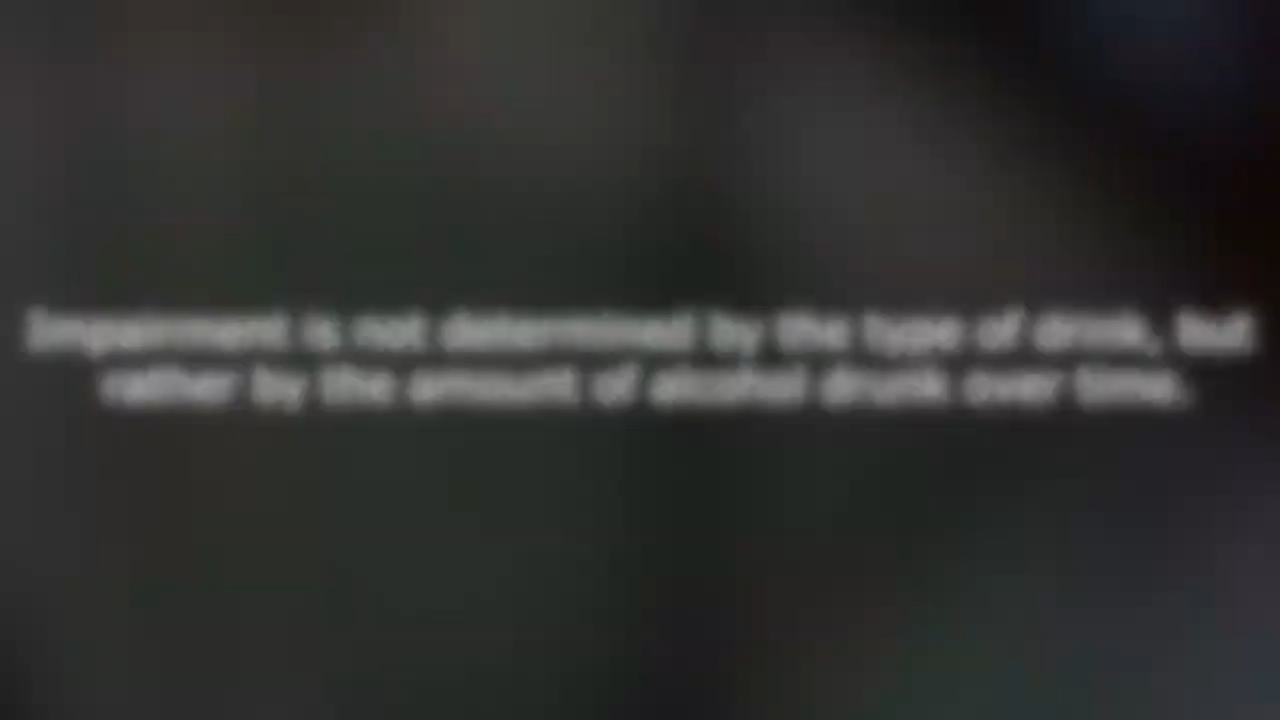 Impairment is not determined by the type of drink, but
rather by the amount of alcohol drunk over time.